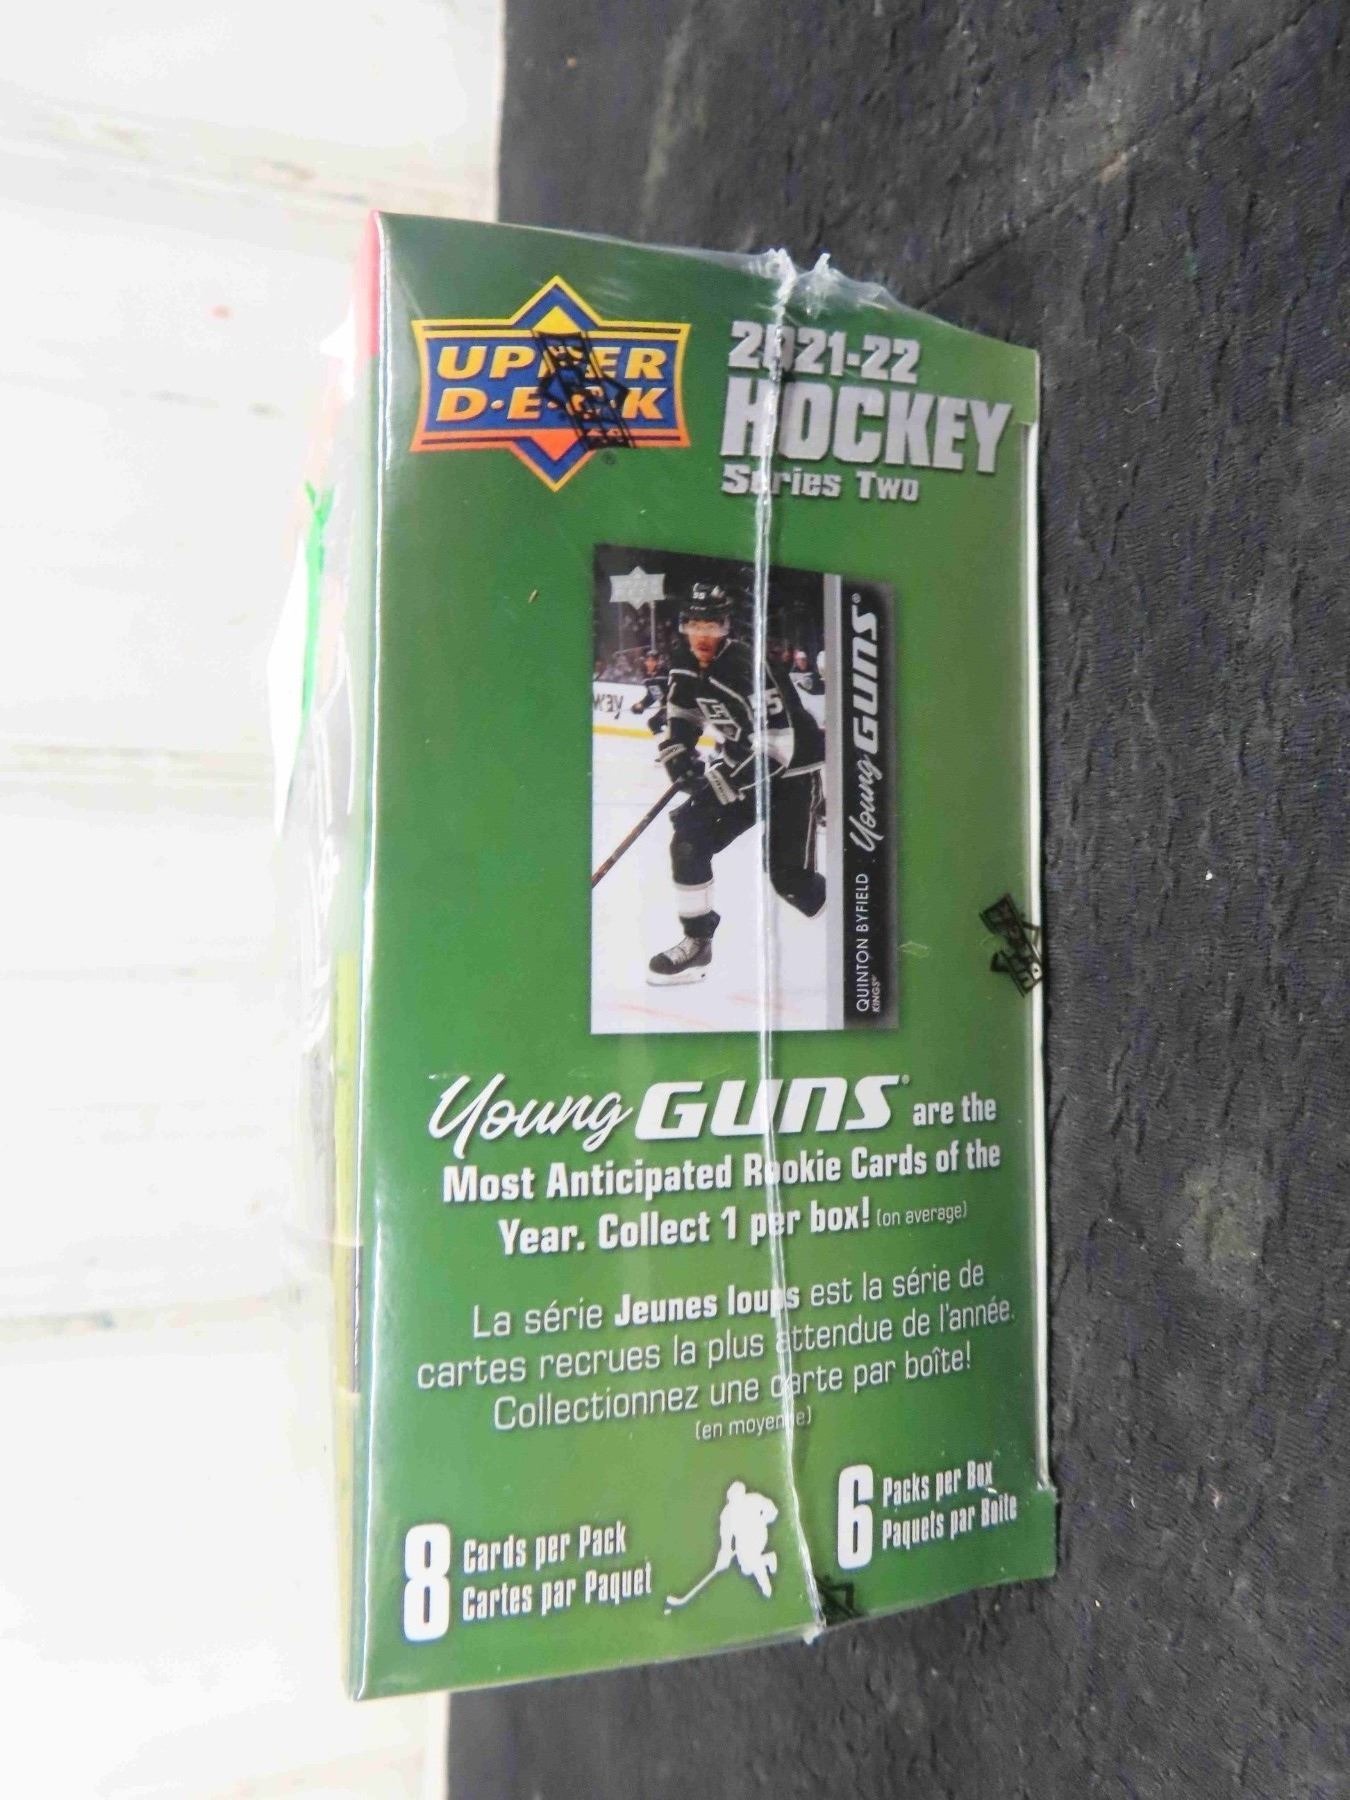 UPPER
D·E·C·K
®
2021-22
HOCKEY
Series Two
Young GUNS®
QUINTON BYFIELD
KINGS®
Young GUNS® are the
Most Anticipated Rookie Cards of the
Year. Collect 1 per box! (on average)
La série Jeunes loups est la série de
cartes recrues la plus attendue de l'année.
Collectionnez une carte par boîte!
(en moyenne)
8 Cards per Pack
Cartes par Paquet
6 Packs per Box
Paquets par Boîte